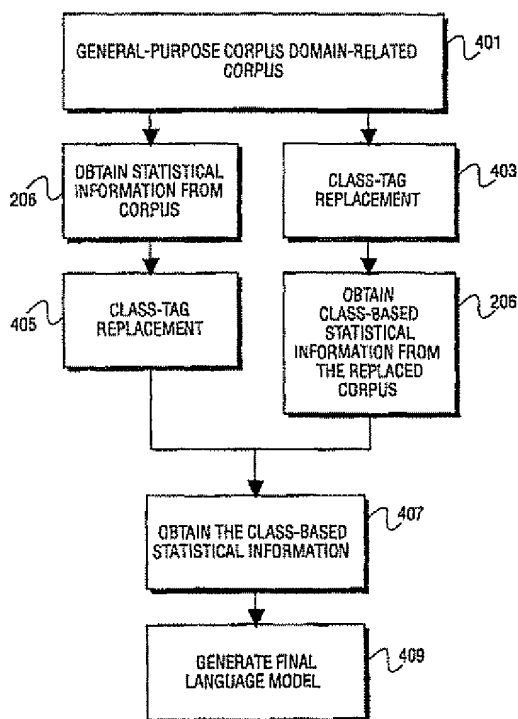 GENERAL-PURPOSE CORPUS DOMAIN-RELATED
CORPUS
401
OBTAIN STATISTICAL
INFORMATION FROM
CORPUS
206
CLASS-TAG
REPLACEMENT
403
CLASS-TAG
REPLACEMENT
405
OBTAIN
CLASS-BASED
STATISTICAL
INFORMATION FROM
THE REPLACED
CORPUS
206
OBTAIN THE CLASS-BASED
STATISTICAL INFORMATION
407
GENERATE FINAL
LANGUAGE MODEL
409